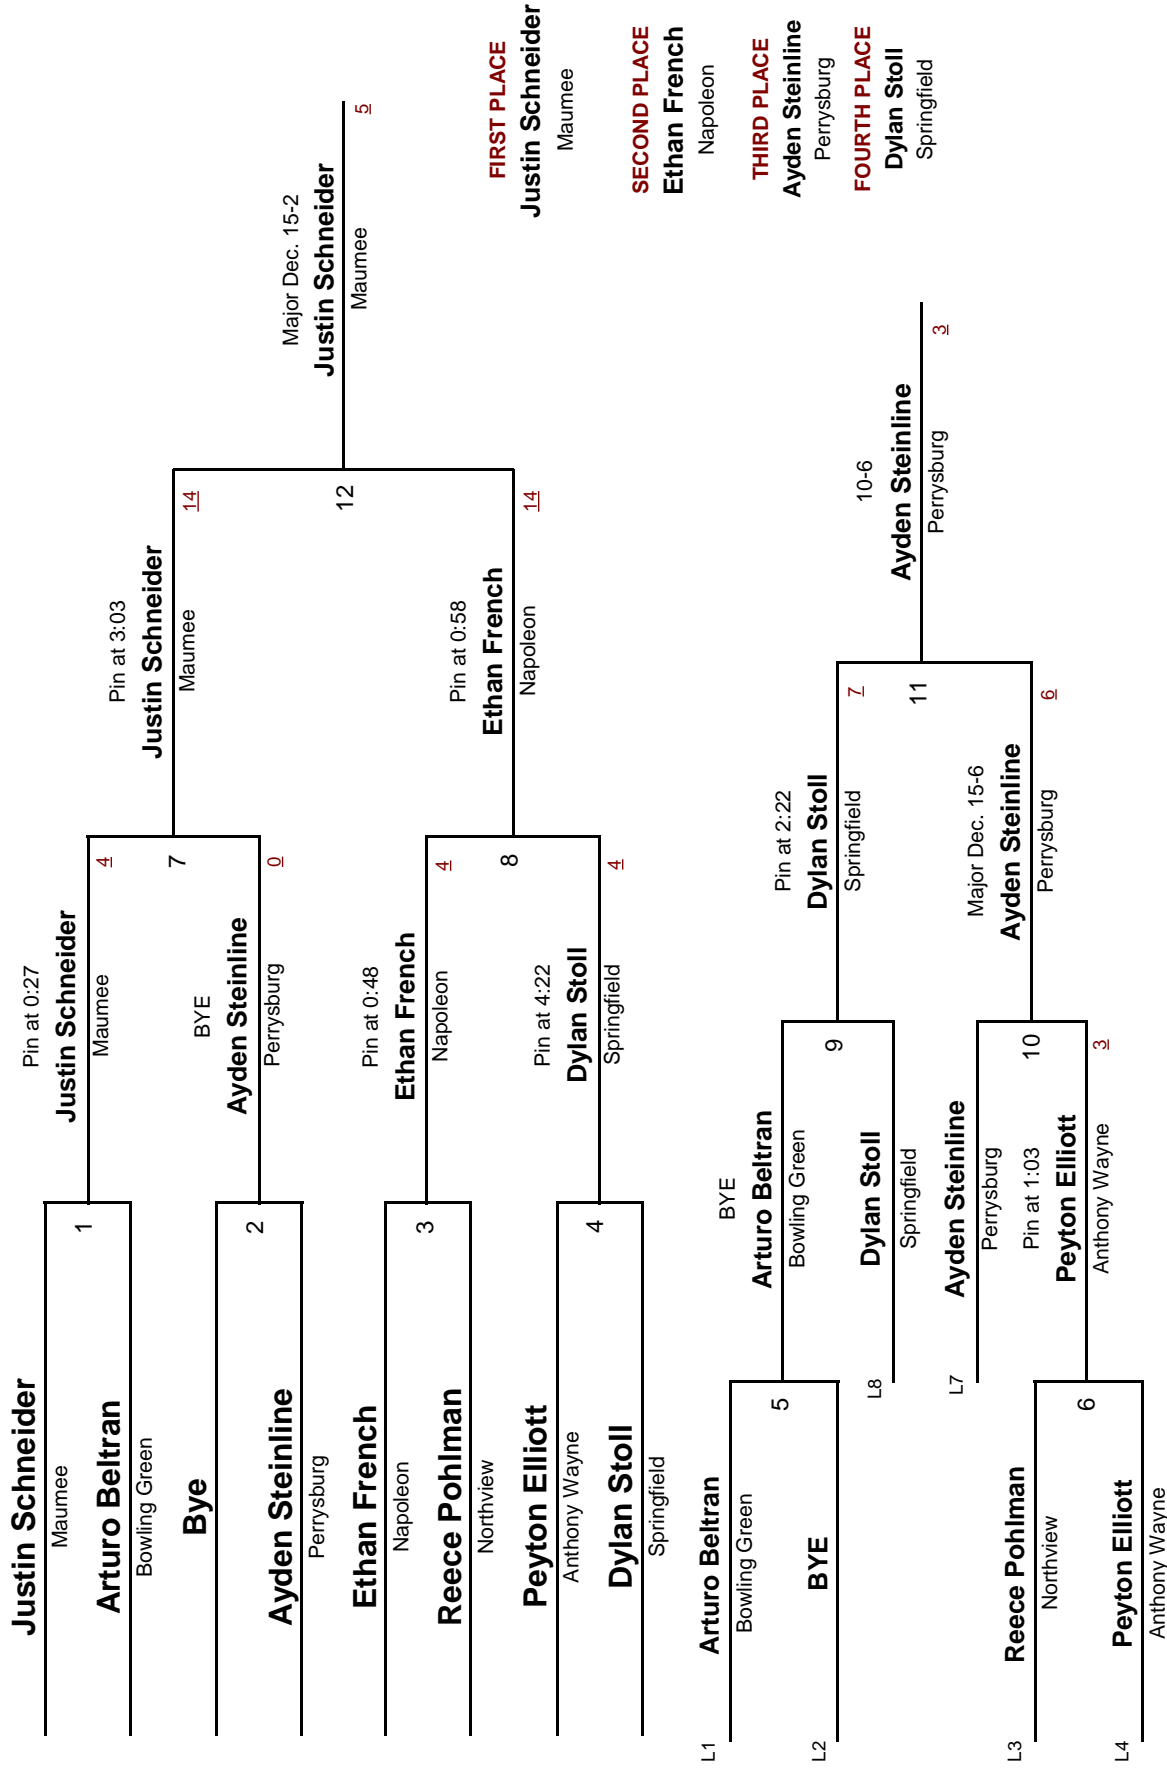 Justin Schneider
Maumee
1
Arturo Beltran
Bowling Green
Bye
2
Ayden Steinline
Perrysburg
Ethan French
Napoleon
3
Reece Pohlman
Northview
Peyton Elliott
Anthony Wayne
4
Dylan Stoll
Springfield
Pin at 0:27
Justin Schneider
Maumee
4
7
BYE
Ayden Steinline
Perrysburg
0
Pin at 0:48
Ethan French
Napoleon
4
8
Pin at 4:22
Dylan Stoll
Springfield
4
Pin at 3:03
Justin Schneider
Maumee
14
12
Pin at 0:58
Ethan French
Napoleon
14
Major Dec. 15-2
Justin Schneider
Maumee
5
FIRST PLACE
Justin Schneider
Maumee
SECOND PLACE
Ethan French
Napoleon
THIRD PLACE
Ayden Steinline
Perrysburg
FOURTH PLACE
Dylan Stoll
Springfield
L1
Arturo Beltran
Bowling Green
5
L2
BYE
L3
Reece Pohlman
Northview
6
L4
Peyton Elliott
Anthony Wayne
BYE
Arturo Beltran
Bowling Green
9
L8
Dylan Stoll
Springfield
L7
Ayden Steinline
Perrysburg
10
Pin at 1:03
Peyton Elliott
Anthony Wayne
3
Pin at 2:22
Dylan Stoll
Springfield
7
11
Major Dec. 15-6
Ayden Steinline
Perrysburg
6
10-6
Ayden Steinline
Perrysburg
3